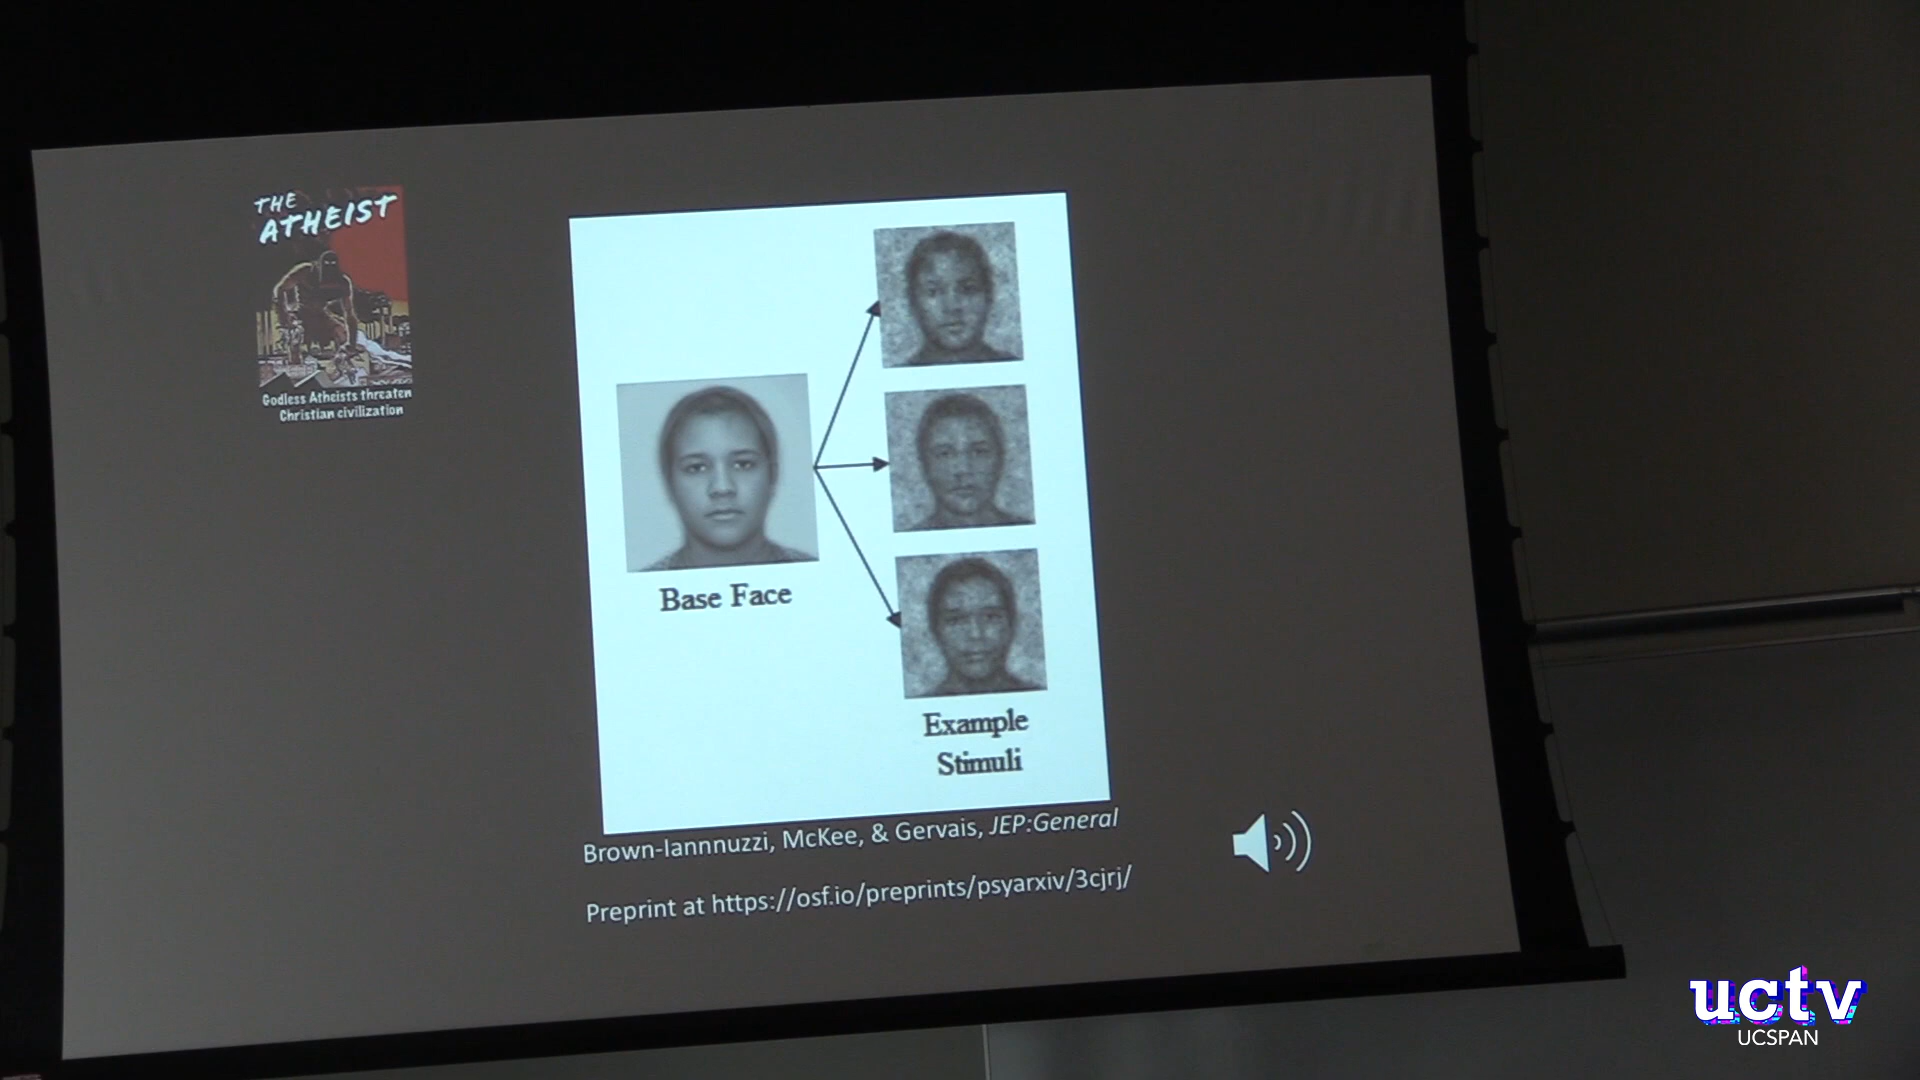 THE
ATHEIST
Godless Atheists threaten
Christian civilization
Base Face
Example
Stimuli
Brown-Iannnuzzi, McKee, & Gervais, JEP:General
Preprint at https://osf.io/preprints/psyarxiv/3cjrj/
uctv
UCSPAN